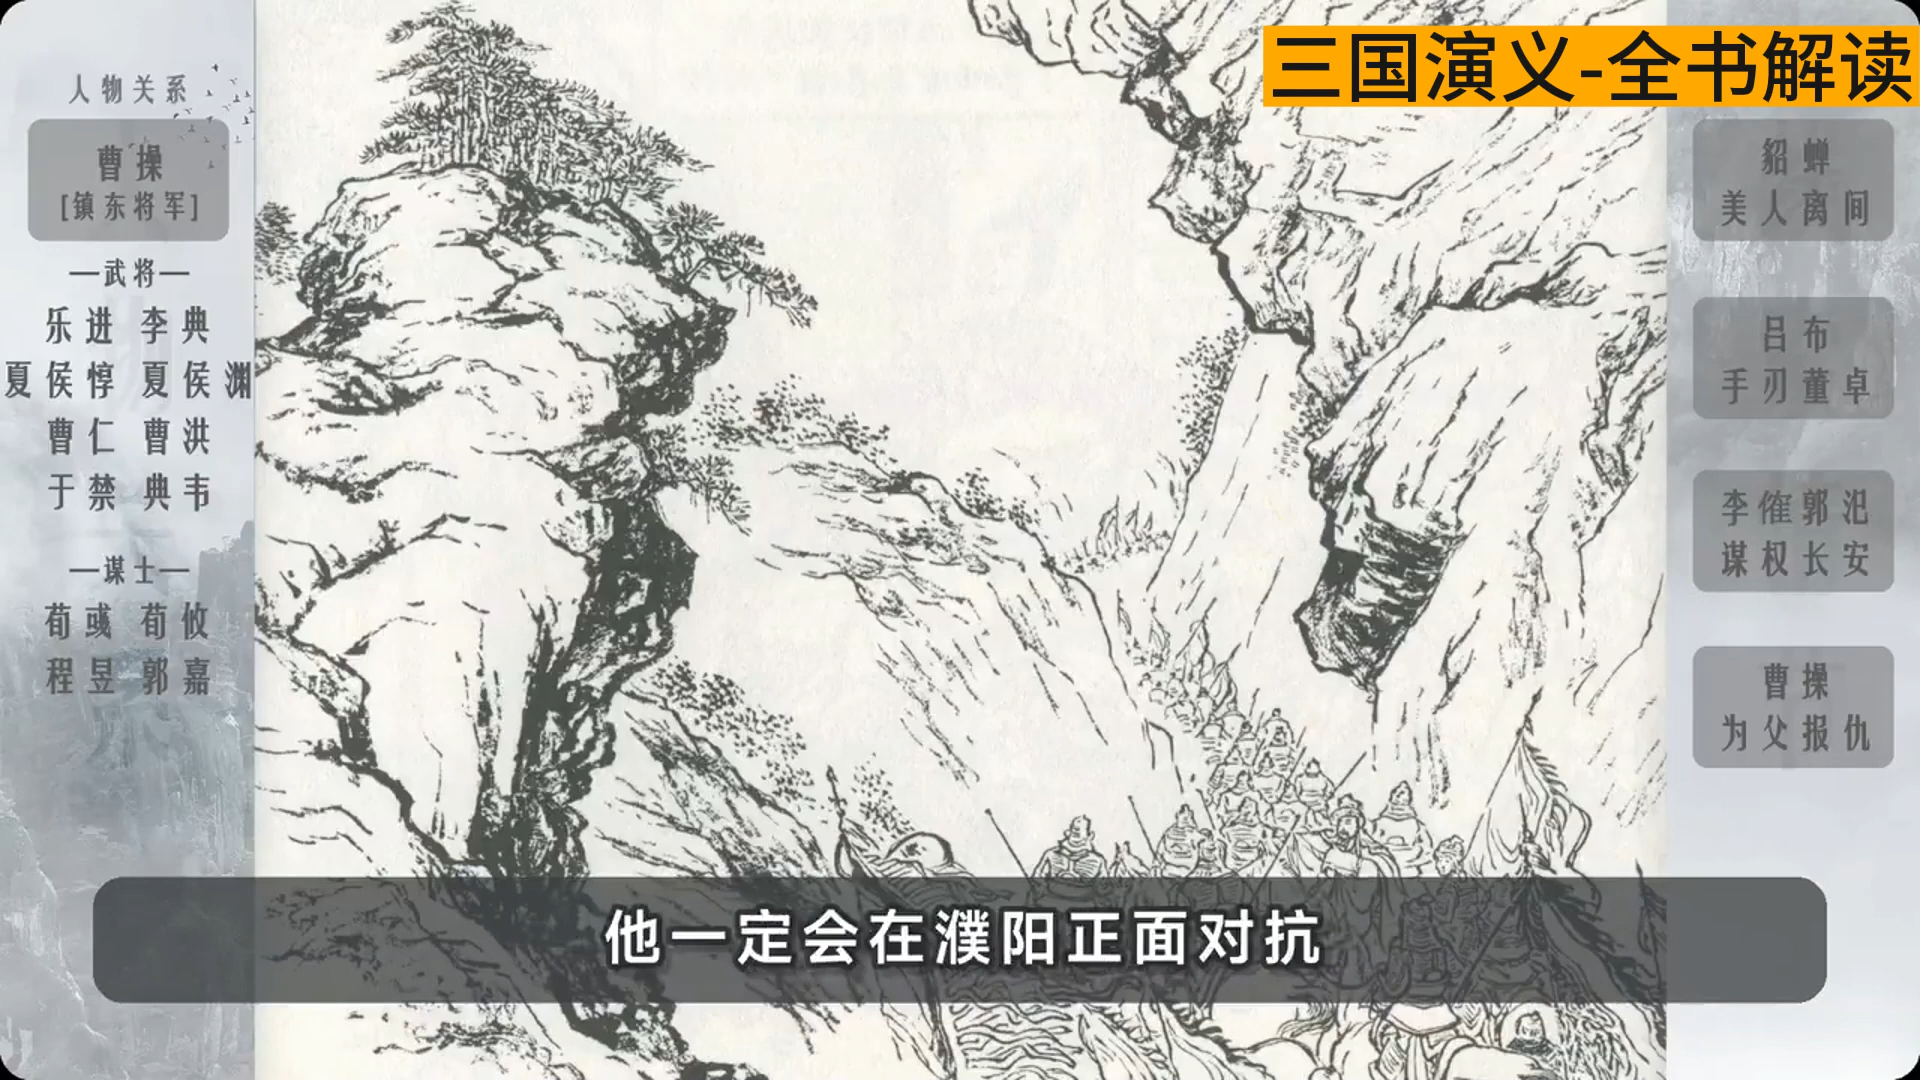 三国演义-全书解读
人物关系
曹操
[镇东将军]
—武将—
乐进 李典
夏侯惇 夏侯渊
曹仁 曹洪
于禁 典韦
—谋士—
荀彧 荀攸
程昱 郭嘉
貂蝉
美人离间
吕布
手刃董卓
李傕郭汜
谋权长安
曹操
为父报仇
他一定会在濮阳正面对抗